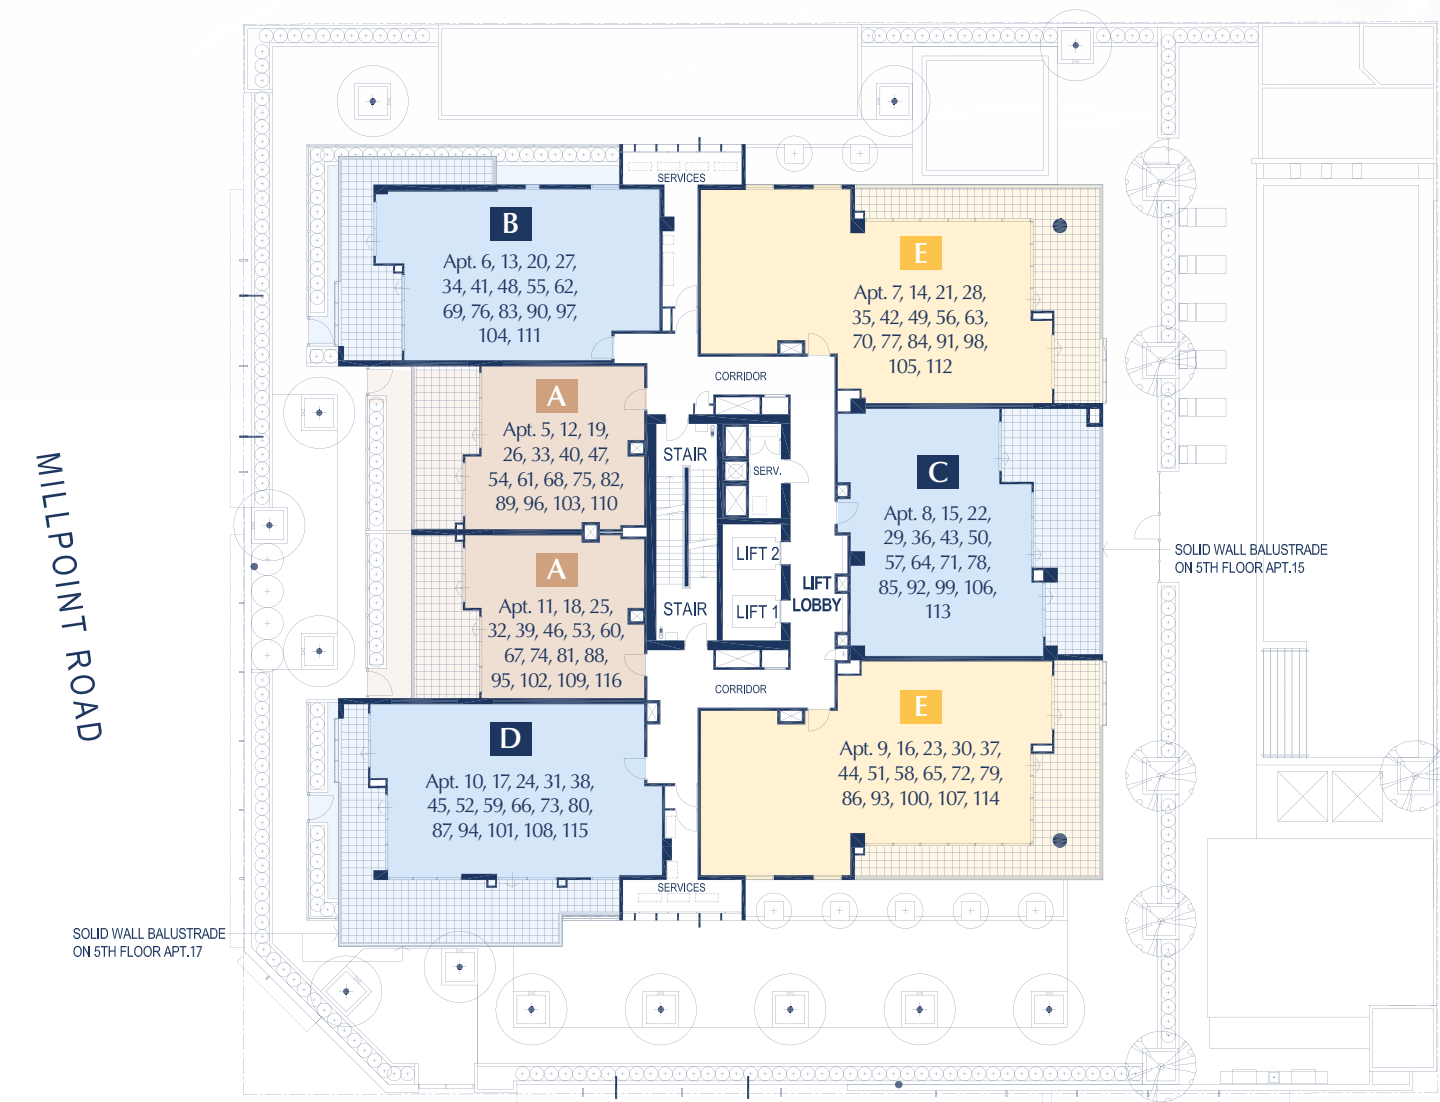 SERVICES
B
Apt. 6, 13, 20, 27,
34, 41, 48, 55, 62,
69, 76, 83, 90, 97,
104, 111
E
Apt. 7, 14, 21, 28,
35, 42, 49, 56, 63,
70, 77, 84, 91, 98,
105, 112
CORRIDOR
A
Apt. 5, 12, 19,
26, 33, 40, 47,
54, 61, 68, 75, 82,
89, 96, 103, 110
STAIR
SERV.
C
Apt. 8, 15, 22,
29, 36, 43, 50,
57, 64, 71, 78,
85, 92, 99, 106,
113
MILLPOINT ROAD
SOLID WALL BALUSTRADE
ON 5TH FLOOR APT.15
LIFT 2
LIFT 1
LIFT
LOBBY
A
Apt. 11, 18, 25,
32, 39, 46, 53, 60,
67, 74, 81, 88,
95, 102, 109, 116
STAIR
CORRIDOR
D
Apt. 10, 17, 24, 31, 38,
45, 52, 59, 66, 73, 80,
87, 94, 101, 108, 115
E
Apt. 9, 16, 23, 30, 37,
44, 51, 58, 65, 72, 79,
86, 93, 100, 107, 114
SERVICES
SOLID WALL BALUSTRADE
ON 5TH FLOOR APT.17